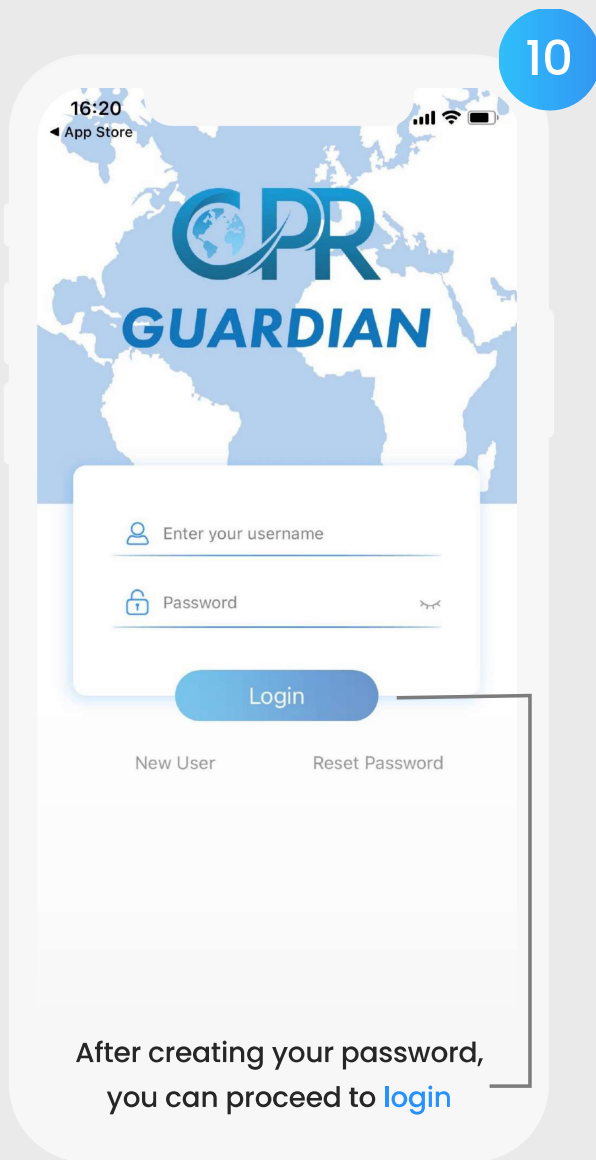 10
16:20
◀ App Store
CPR
GUARDIAN
Enter your username
Password
Login
New User Reset Password
After creating your password,
you can proceed to login